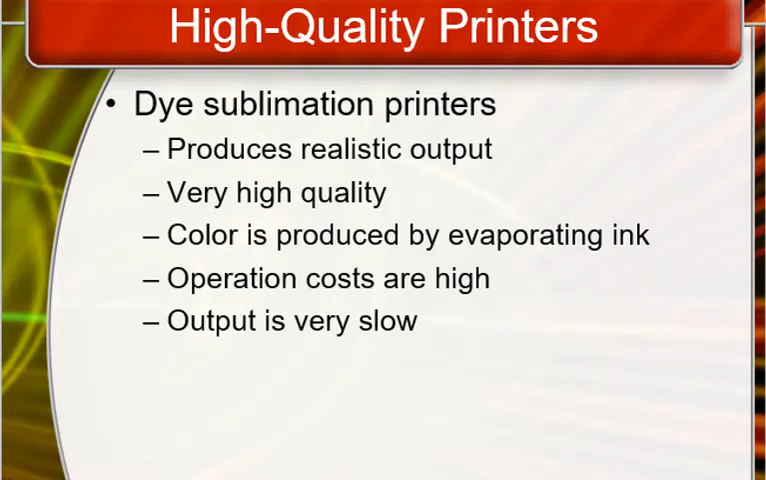 High-Quality Printers
• Dye sublimation printers
– Produces realistic output
– Very high quality
– Color is produced by evaporating ink
– Operation costs are high
– Output is very slow